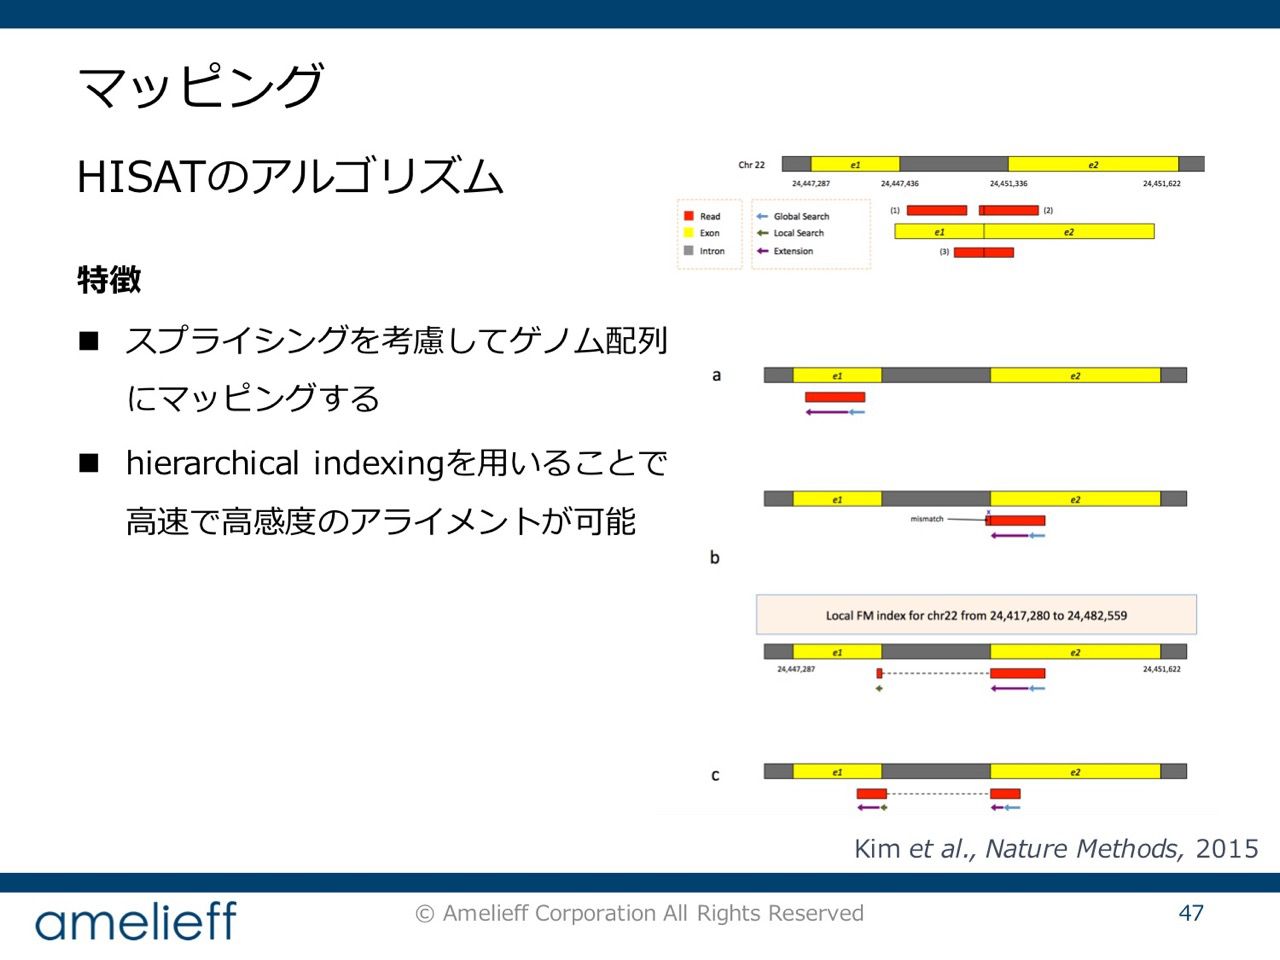 マッピング
HISATのアルゴリズム
特徴
■ スプライシングを考慮してゲノム配列
にマッピングする
■ hierarchical indexingを用いることで
高速で高感度のアライメントが可能
Chr 22
e1
e2
24,447,287
24,447,436
24,451,336
24,451,622
Read
Exon
Intron
Global Search
Local Search
Extension
(1)
(2)
e1
e2
(3)
a
e1
e2
e1
e2
x
mismatch
b
Local FM index for chr22 from 24,417,280 to 24,482,559
e1
e2
24,447,287
24,451,622
c
e1
e2
Kim et al., Nature Methods, 2015
amelieff
© Amelieff Corporation All Rights Reserved
47